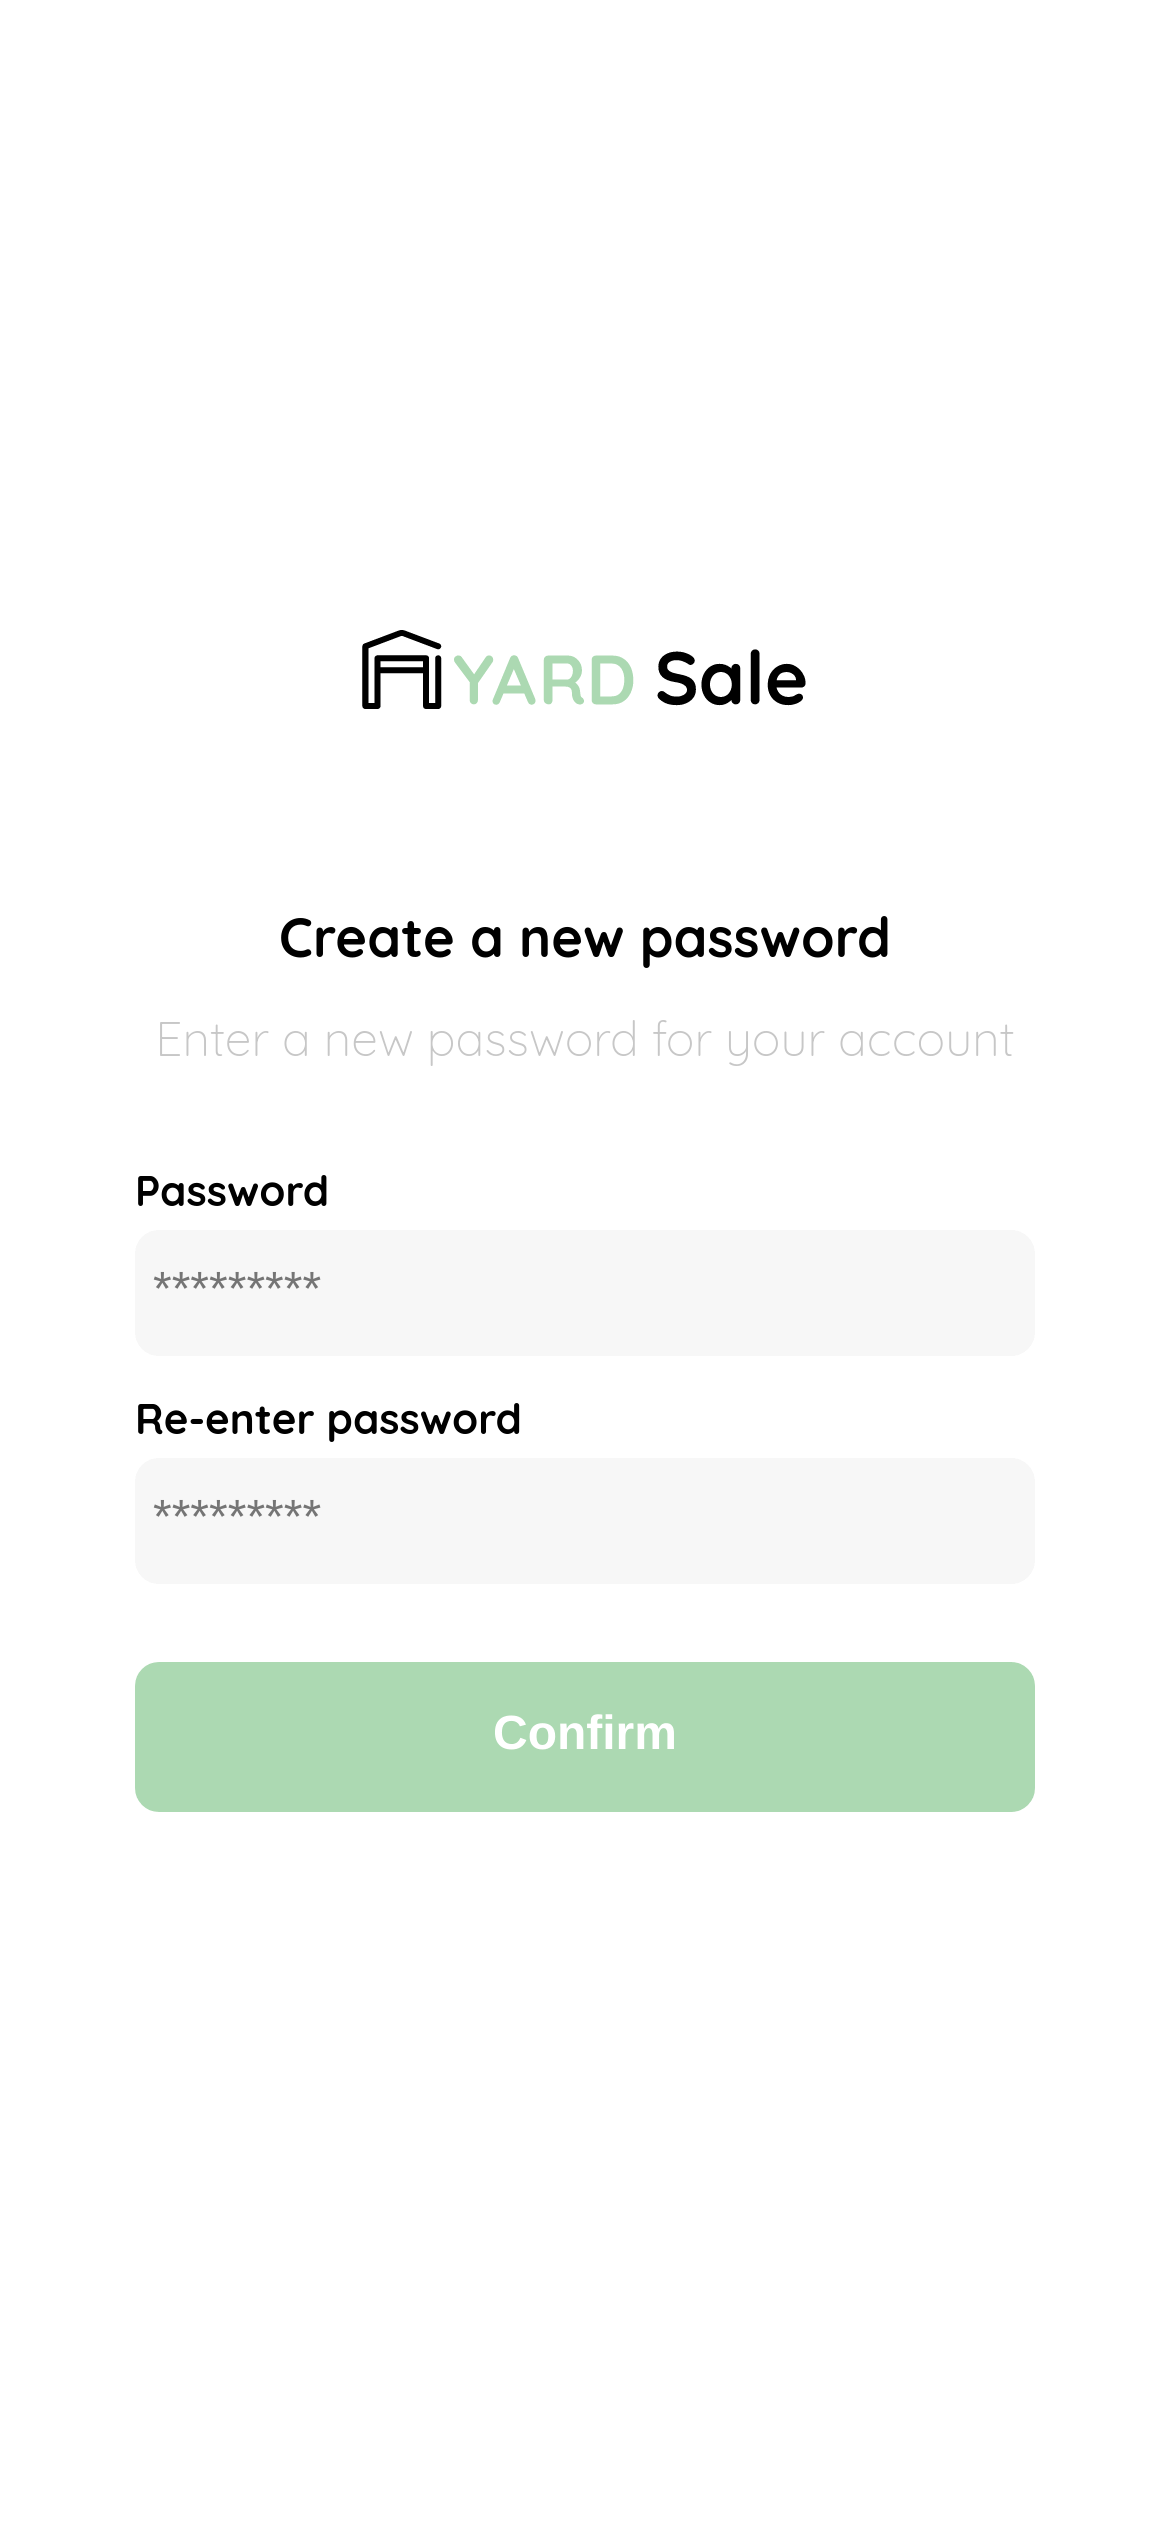 YARD Sale
Create a new password
Enter a new password for your account
Password
*********
Re-enter password
*********
Confirm